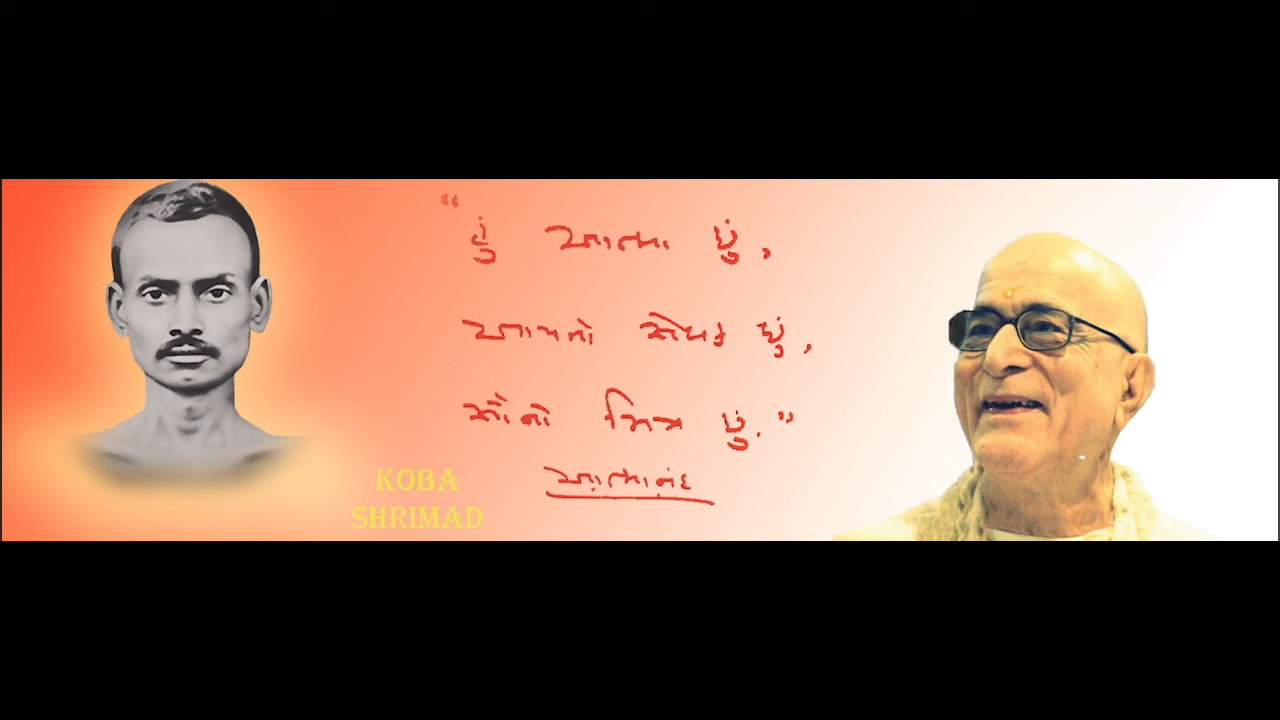 “હું આત્મા છું,
આપનો સેવક છું,
સૌનો મિત્ર છું.”
આત્માનંદ
KOBA
SHRIMAD